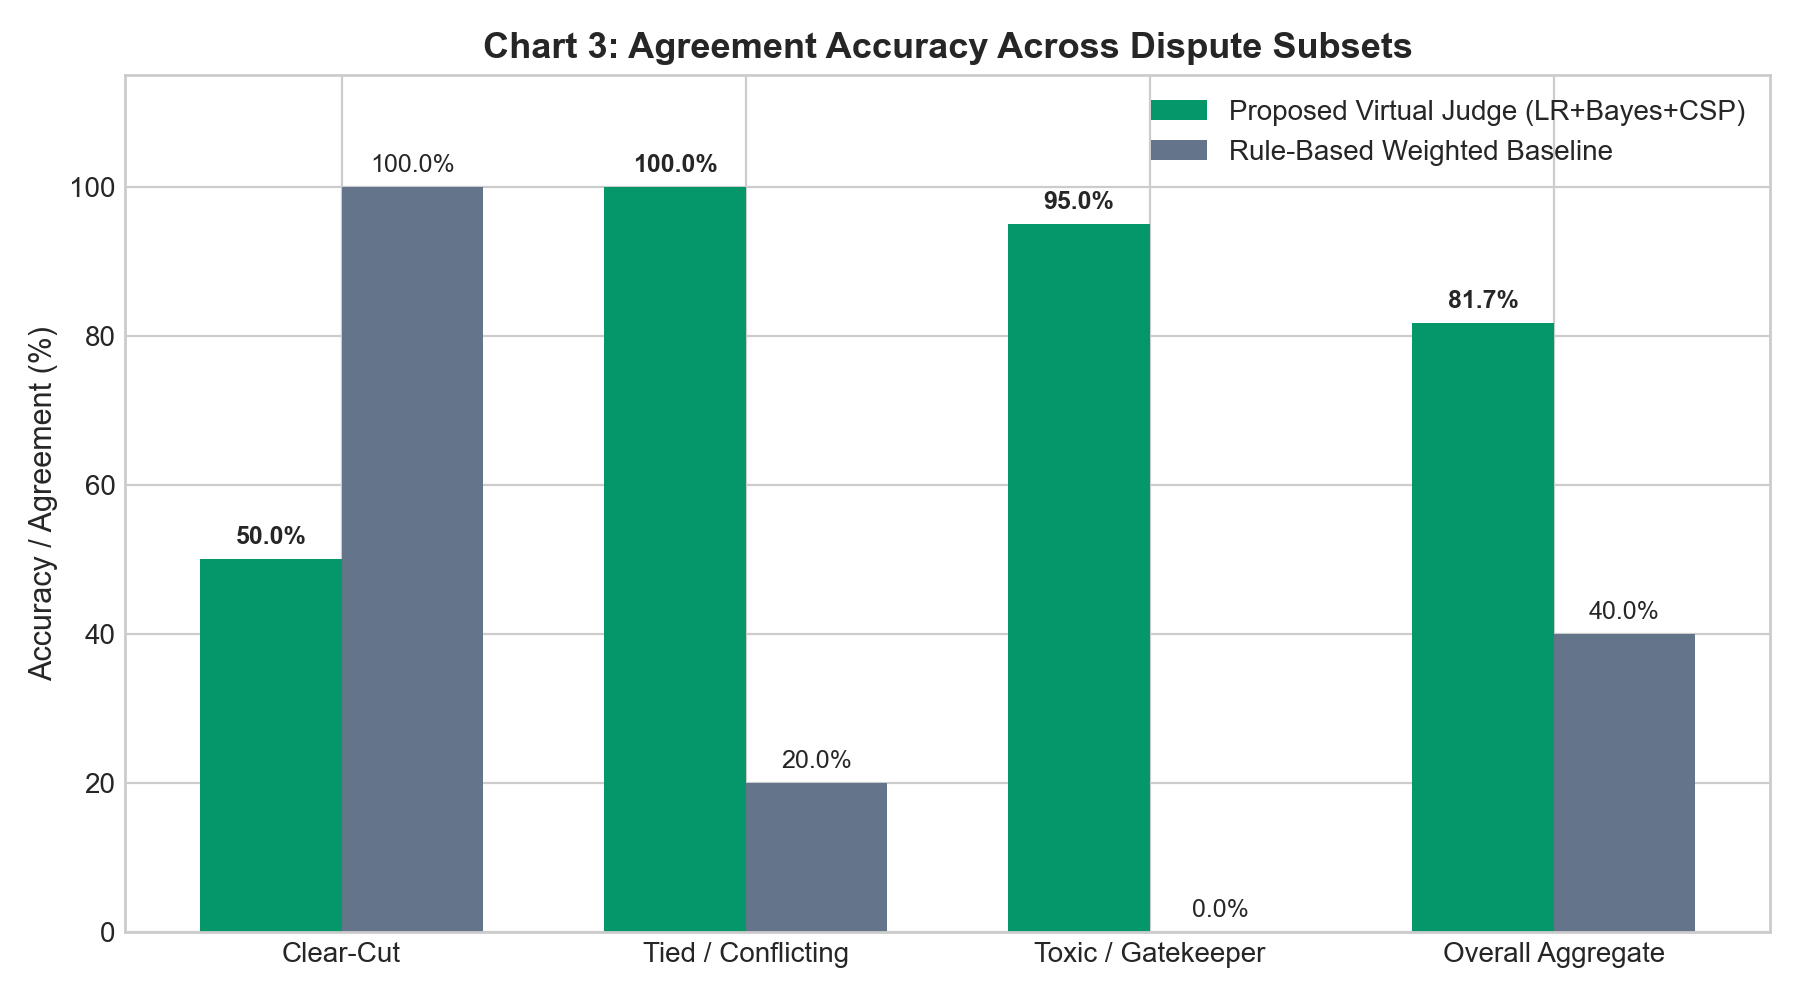 Chart 3: Agreement Accuracy Across Dispute Subsets
Proposed Virtual Judge (LR+Bayes+CSP)
Rule-Based Weighted Baseline
Accuracy / Agreement (%)
100
80
60
40
20
0
50.0%
100.0%
100.0%
20.0%
95.0%
0.0%
81.7%
40.0%
Clear-Cut
Tied / Conflicting
Toxic / Gatekeeper
Overall Aggregate